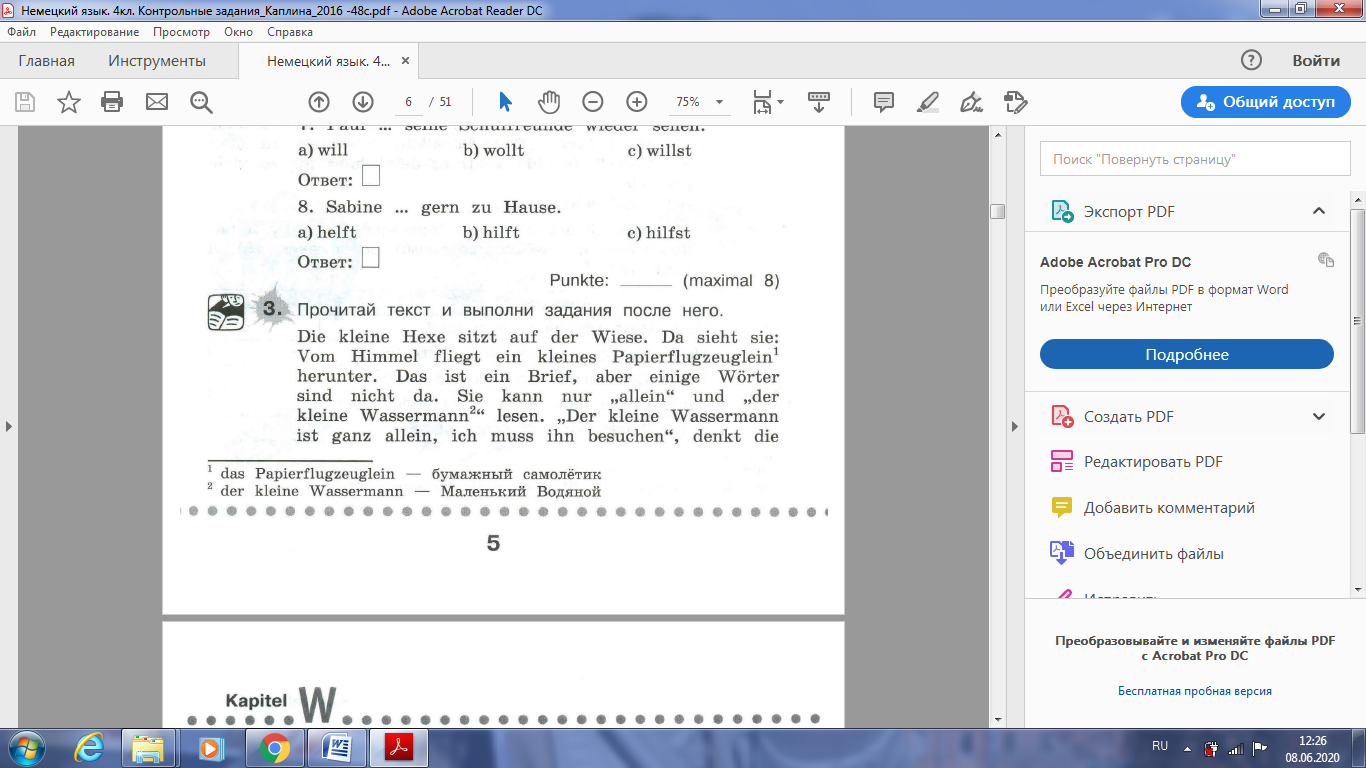 Немецкий язык. 4кл. Контрольные задания_Каплина_2016 -48с.pdf - Adobe Acrobat Reader DC
Файл Редактирование Просмотр Окно Справка
Главная Инструменты Немецкий язык. 4... × Войти
6 / 51 75% Общий доступ
7. Paul ... seine Schulfreunde wieder sehen.
a) will b) wollt c) willst
Ответ:
8. Sabine ... gern zu Hause.
a) helft b) hilft c) hilfst
Ответ:
Punkte: ______ (maximal 8)
3. Прочитай текст и выполни задания после него.
Die kleine Hexe sitzt auf der Wiese. Da sieht sie:
Vom Himmel fliegt ein kleines Papierflugzeuglein¹
herunter. Das ist ein Brief, aber einige Wörter
sind nicht da. Sie kann nur „allein“ und „der
kleine Wassermann²“ lesen. „Der kleine Wassermann
ist ganz allein, ich muss ihn besuchen“, denkt die
¹ das Papierflugzeuglein — бумажный самолётик
² der kleine Wassermann — Маленький Водяной
5
Kapitel W
Поиск "Повернуть страницу"
Экспорт PDF
Adobe Acrobat Pro DC
Преобразуйте файлы PDF в формат Word
или Excel через Интернет
Подробнее
Создать PDF
Редактировать PDF
Добавить комментарий
Объединить файлы
Преобразовывайте и изменяйте файлы PDF
с Acrobat Pro DC
Бесплатная пробная версия
RU 12:26
08.06.2020